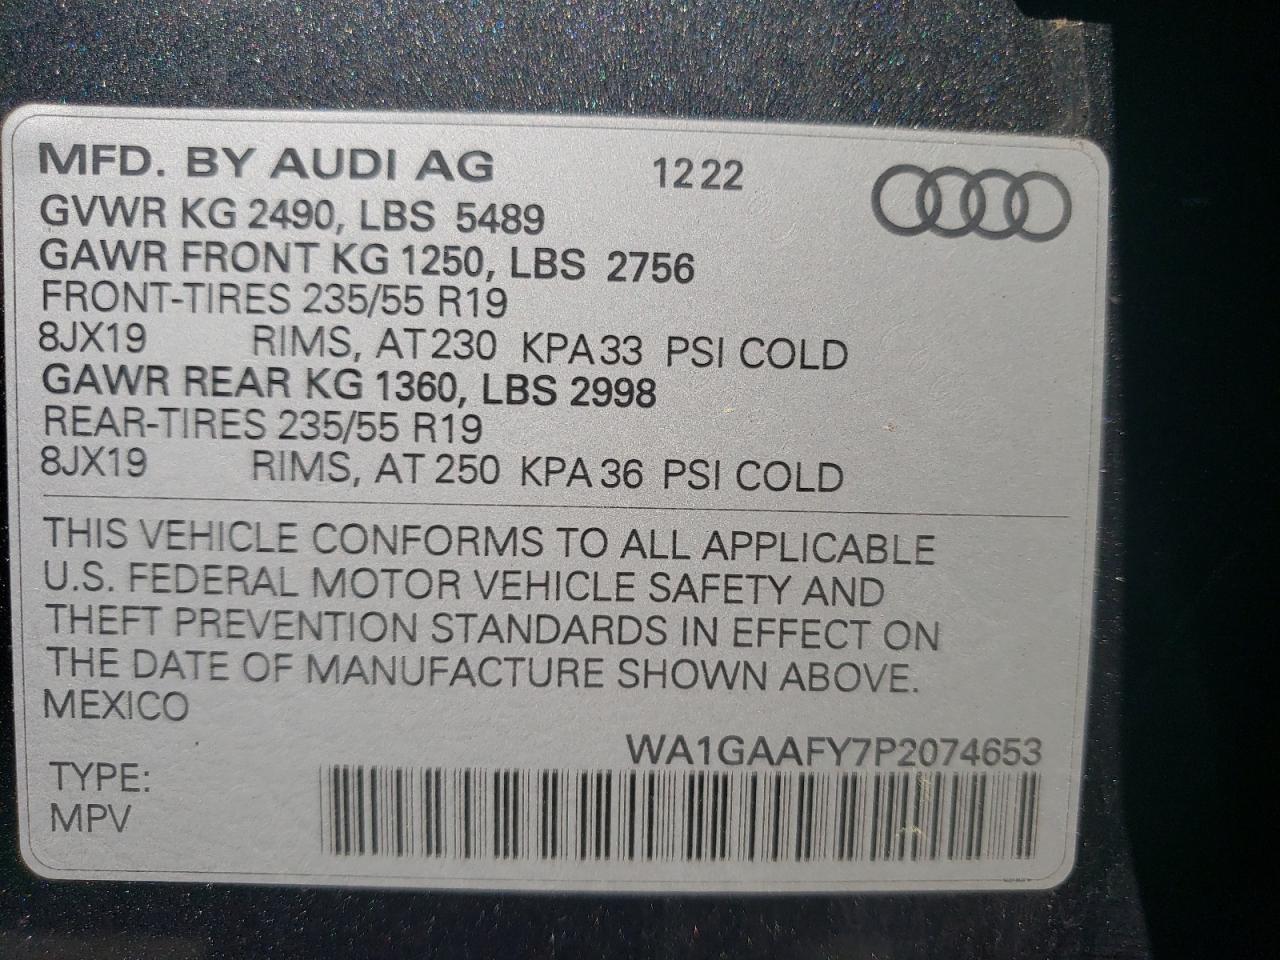 MFD. BY AUDI AG 1222
GVWR KG 2490, LBS 5489
GAWR FRONT KG 1250, LBS 2756
FRONT-TIRES 235/55 R19
8JX19 RIMS, AT 230 KPA 33 PSI COLD
GAWR REAR KG 1360, LBS 2998
REAR-TIRES 235/55 R19
8JX19 RIMS, AT 250 KPA 36 PSI COLD
THIS VEHICLE CONFORMS TO ALL APPLICABLE
U.S. FEDERAL MOTOR VEHICLE SAFETY AND
THEFT PREVENTION STANDARDS IN EFFECT ON
THE DATE OF MANUFACTURE SHOWN ABOVE.
MEXICO
WA1GAAFY7P2074653
TYPE:
MPV